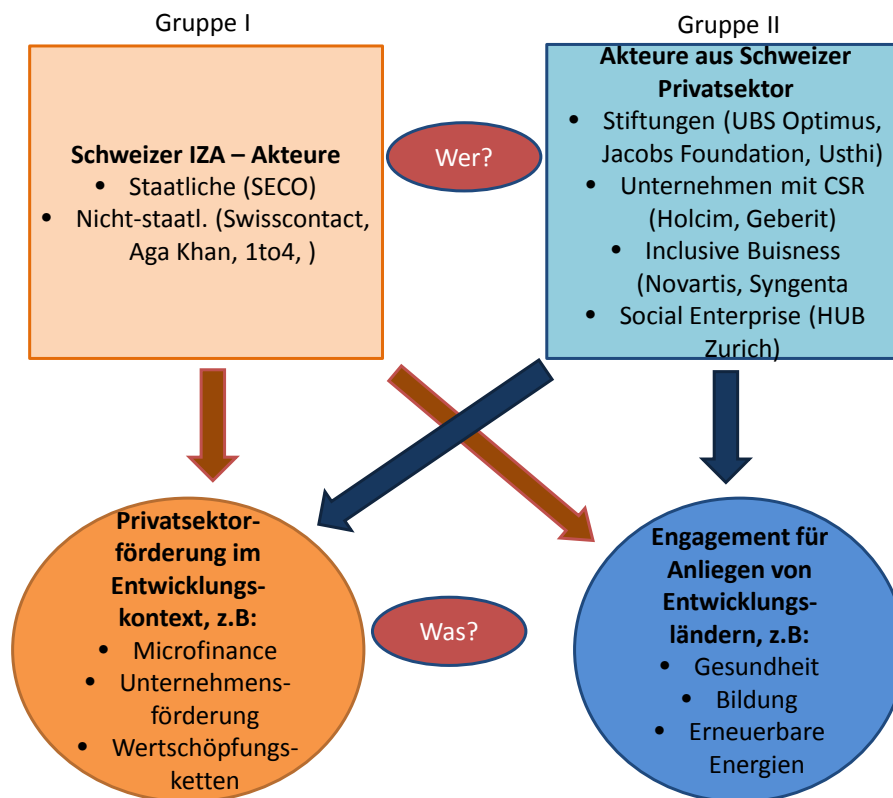 Gruppe I
Schweizer IZA – Akteure
• Staatliche (SECO)
• Nicht-staatl. (Swisscontact,
Aga Khan, 1to4, )
Wer?
Gruppe II
Akteure aus Schweizer
Privatsektor
• Stiftungen (UBS Optimus,
Jacobs Foundation, Usthi)
• Unternehmen mit CSR
(Holcim, Geberit)
• Inclusive Buisness
(Novartis, Syngenta
• Social Enterprise (HUB
Zurich)
Privatsektor-
förderung im
Entwicklungs-
kontext, z.B:
• Microfinance
• Unternehmens-
förderung
• Wertschöpfungs-
ketten
Was?
Engagement für
Anliegen von
Entwicklungs-
ländern, z.B:
• Gesundheit
• Bildung
• Erneuerbare
Energien